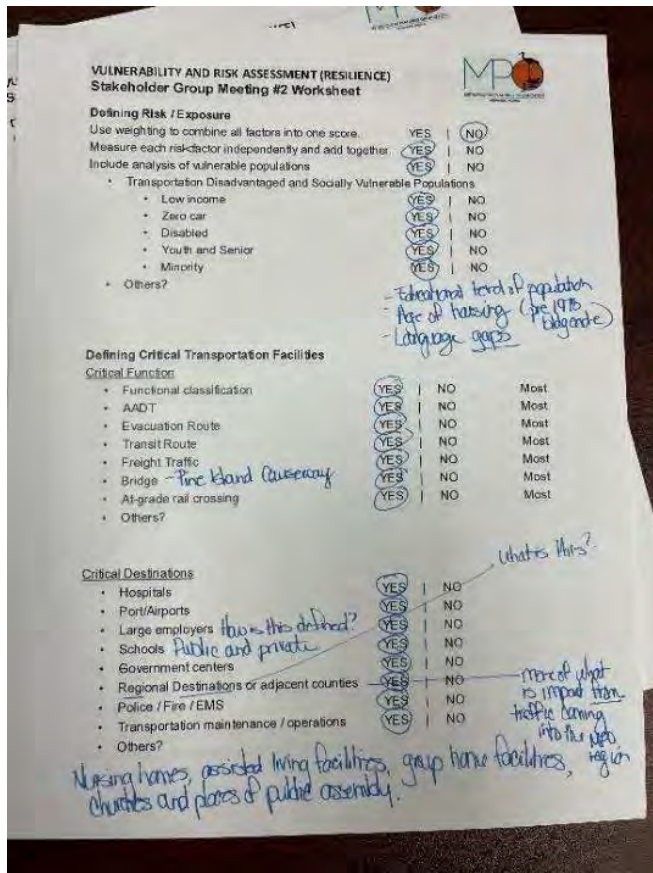 MPO
VULNERABILITY AND RISK ASSESSMENT (RESILIENCE)
Stakeholder Group Meeting #2 Worksheet
Defining Risk / Exposure
Use weighting to combine all factors into one score. YES | NO
Measure each risk factor independently and add together YES | NO
Include analysis of vulnerable populations YES | NO
• Transportation Disadvantaged and Socially Vulnerable Populations
• Low income YES | NO
• Zero car YES | NO
• Disabled YES | NO
• Youth and Senior YES | NO
• Minority YES | NO
• Others?
- Educational level of population
- Age of housing (pre 1978
bldg code)
- Language gaps
Defining Critical Transportation Facilities
Critical Function
• Functional classification YES | NO Most
• AADT YES | NO Most
• Evacuation Route YES | NO Most
• Transit Route YES | NO Most
• Freight Traffic YES | NO Most
• Bridge - Pine Island Causeway YES | NO Most
• At-grade rail crossing YES | NO Most
• Others?
What is this?
Critical Destinations
• Hospitals YES | NO
• Port/Airports YES | NO
• Large employers How is this defined? YES | NO
• Schools Public and private YES | NO
• Government centers YES | NO
• Regional Destinations or adjacent counties YES | NO
• Police / Fire / EMS YES | NO
• Transportation maintenance / operations YES | NO
• Others?
more of what
is impact from
traffic coming
into the MPO
region
Nursing homes, assisted living facilities, group home facilities,
churches and places of public assembly.